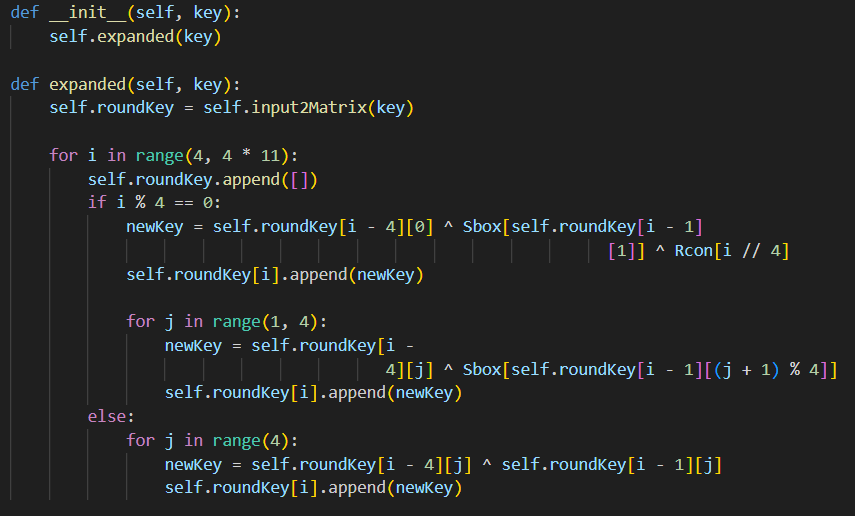 def __init__(self, key):
    self.expanded(key)

def expanded(self, key):
    self.roundKey = self.input2Matrix(key)

    for i in range(4, 4 * 11):
        self.roundKey.append([])
        if i % 4 == 0:
            newKey = self.roundKey[i - 4][0] ^ Sbox[self.roundKey[i - 1]
                                                              [1]] ^ Rcon[i // 4]
            self.roundKey[i].append(newKey)

            for j in range(1, 4):
                newKey = self.roundKey[i -
                                       4][j] ^ Sbox[self.roundKey[i - 1][(j + 1) % 4]]
                self.roundKey[i].append(newKey)
        else:
            for j in range(4):
                newKey = self.roundKey[i - 4][j] ^ self.roundKey[i - 1][j]
                self.roundKey[i].append(newKey)